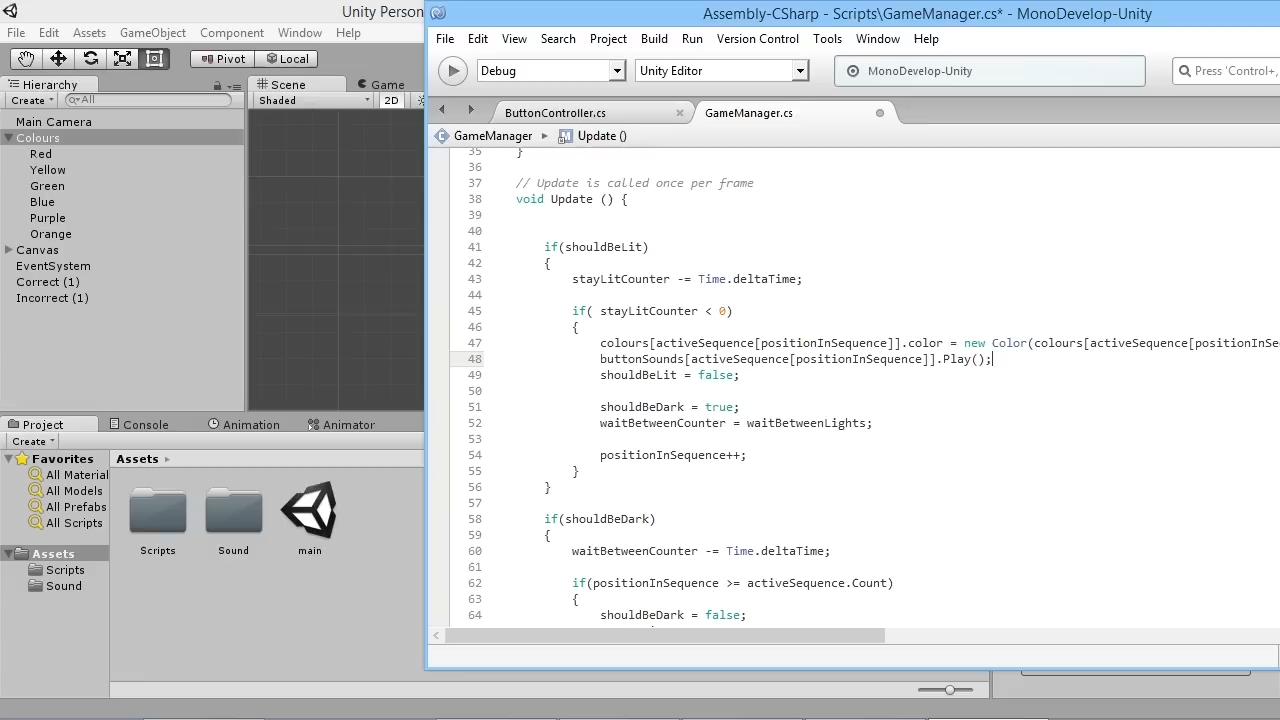 Unity Person
File Edit Assets GameObject Component Window Help
Pivot Local
Hierarchy
Create All
Main Camera
Colours
Red
Yellow
Green
Blue
Purple
Orange
Canvas
EventSystem
Correct (1)
Incorrect (1)
Scene Game
Shaded 2D
Project Console Animation Animator
Create
Favorites
All Material
All Models
All Prefabs
All Scripts
Assets
Scripts
Sound
Assets
Scripts Sound main
Assembly-CSharp - Scripts\GameManager.cs* - MonoDevelop-Unity
File Edit View Search Project Build Run Version Control Tools Window Help
Debug Unity Editor MonoDevelop-Unity Press 'Control+,
ButtonController.cs GameManager.cs
GameManager Update ()
35 }
36
37 // Update is called once per frame
38 void Update () {
39
40
41 if(shouldBeLit)
42 {
43 stayLitCounter -= Time.deltaTime;
44
45 if( stayLitCounter < 0)
46 {
47 colours[activeSequence[positionInSequence]].color = new Color(colours[activeSequence[positionInSe
48 buttonSounds[activeSequence[positionInSequence]].Play();
49 shouldBeLit = false;
50
51 shouldBeDark = true;
52 waitBetweenCounter = waitBetweenLights;
53
54 positionInSequence++;
55 }
56 }
57
58 if(shouldBeDark)
59 {
60 waitBetweenCounter -= Time.deltaTime;
61
62 if(positionInSequence >= activeSequence.Count)
63 {
64 shouldBeDark = false;